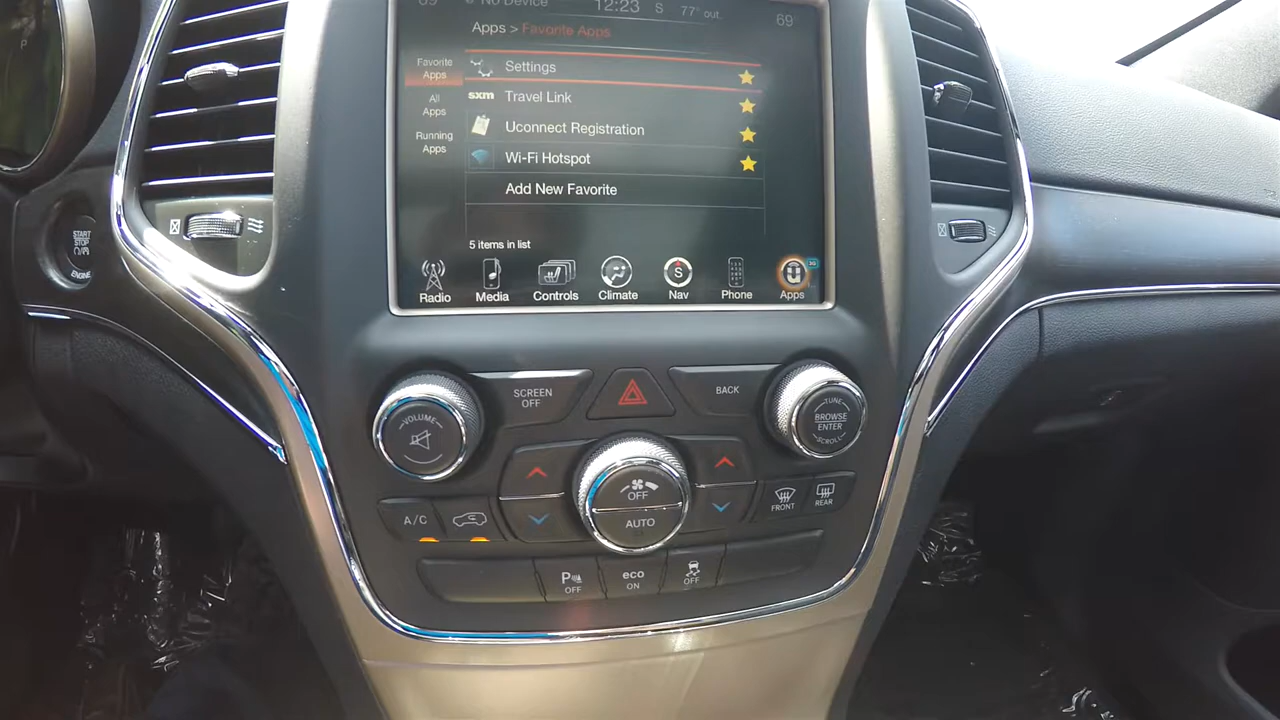 69°
No Device
12:23
S
77° out
69°
P
Apps > Favorite Apps
Favorite
Apps
Settings
All
Apps
sxm Travel Link
Running
Apps
Uconnect Registration
Wi-Fi Hotspot
Add New Favorite
5 items in list
Radio
Media
Controls
Climate
S
Nav
Phone
3G
Apps
START
STOP
ENGINE
VOLUME
SCREEN
OFF
BACK
TUNE
BROWSE
ENTER
SCROLL
OFF
AUTO
A/C
FRONT
REAR
P
OFF
eco
ON
OFF